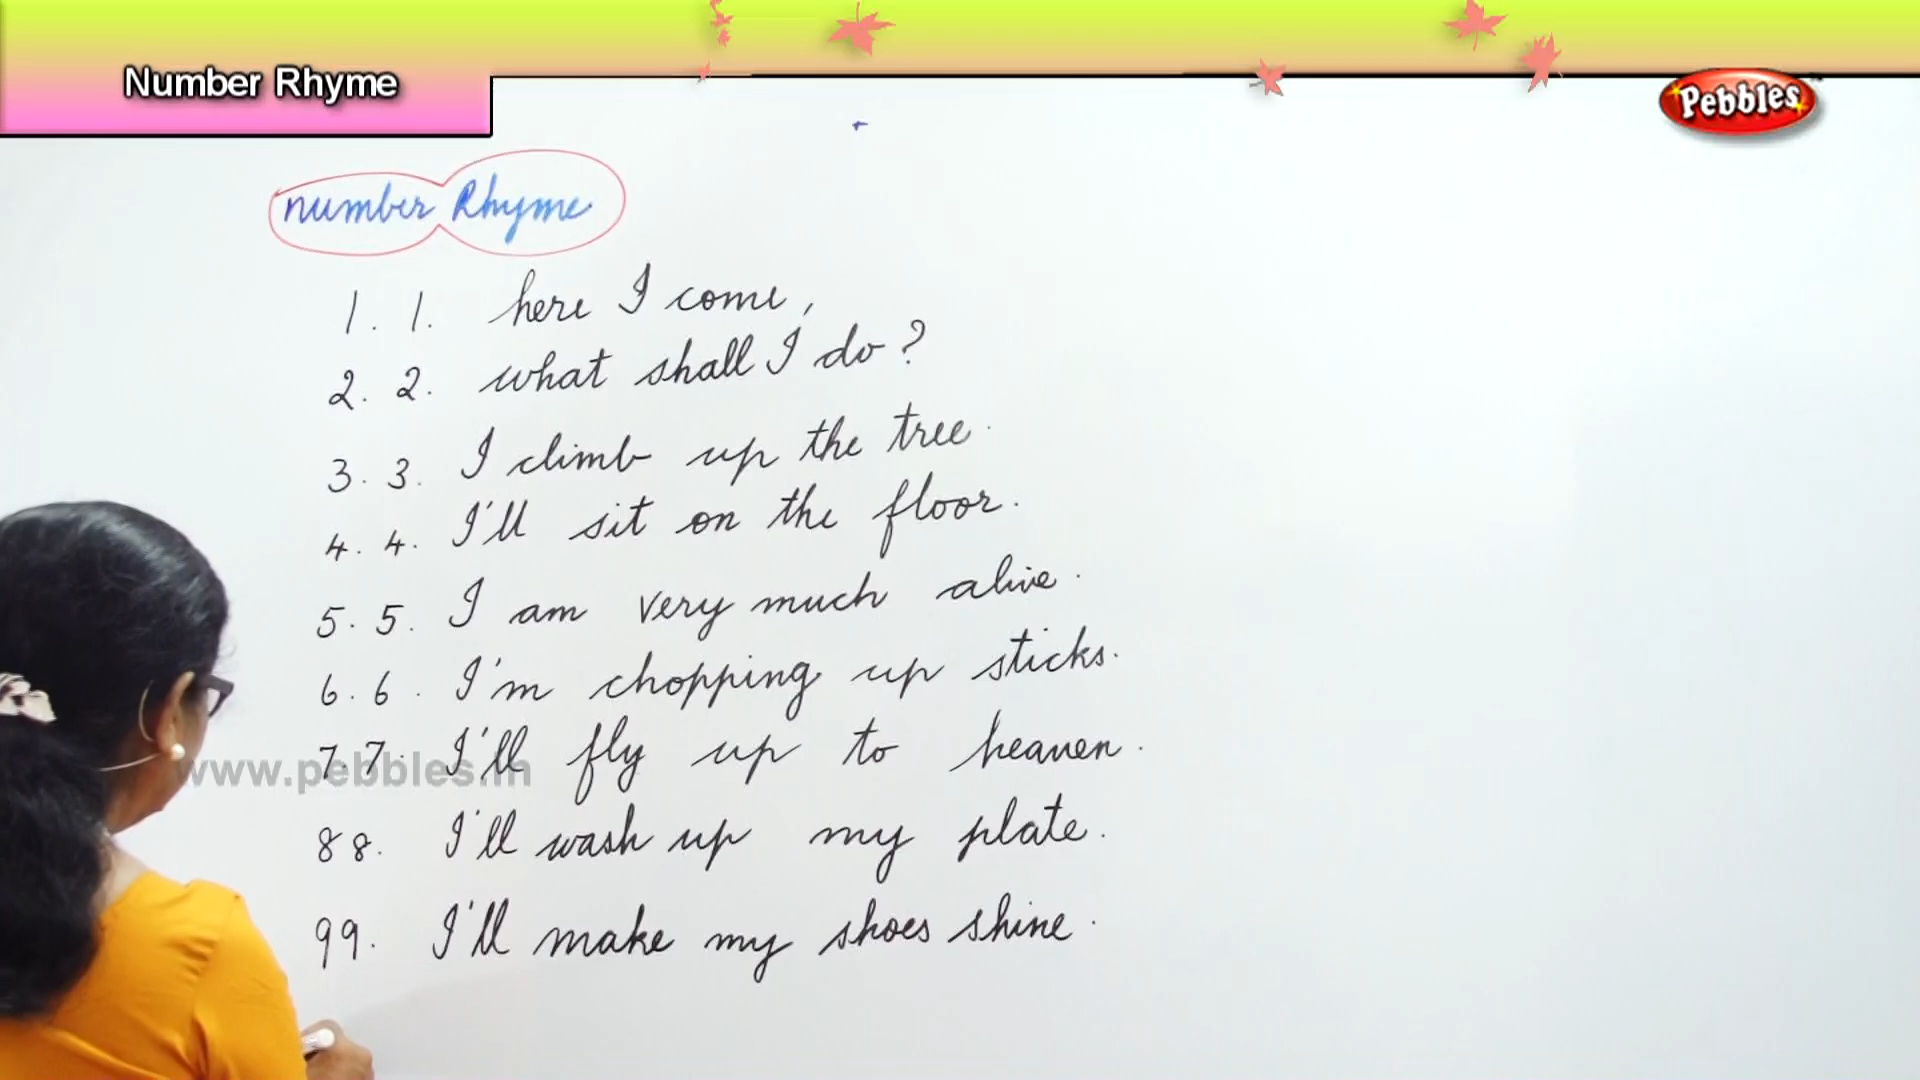 Number Rhyme
Pebbles
number Rhyme
1. 1. here I come,
2. 2. what shall I do?
3. 3. I climb up the tree.
4. 4. I'll sit on the floor.
5. 5. I am very much alive.
6. 6. I'm chopping up sticks.
7. 7. I'll fly up to heaven.
www.pebbles.in
8 8. I'll wash up my plate.
9 9. I'll make my shoes shine.